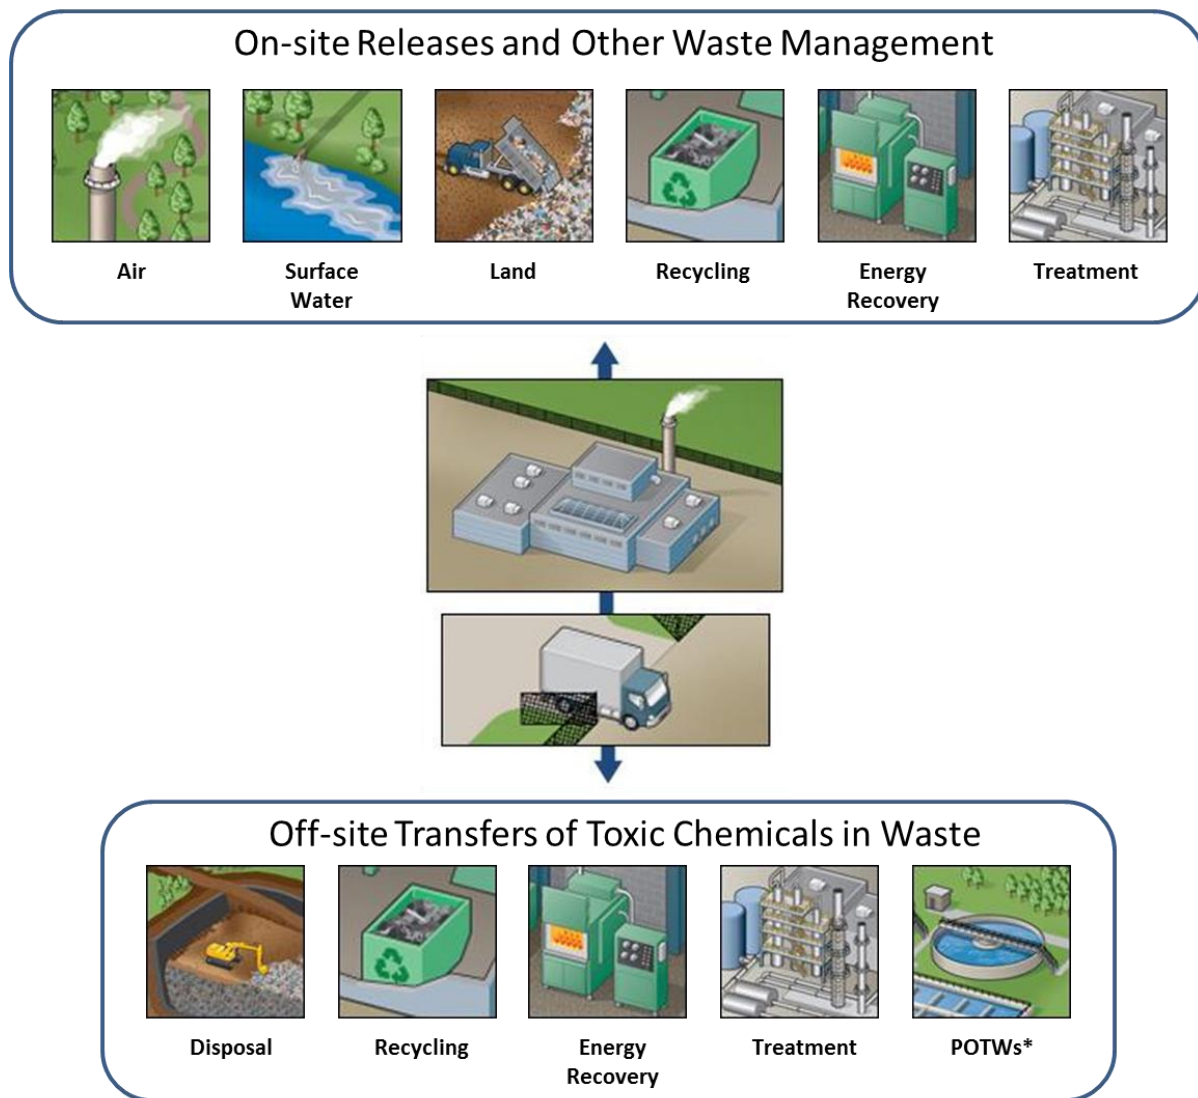 On-site Releases and Other Waste Management
Air
Surface
Water
Land
Recycling
Energy
Recovery
Treatment
Off-site Transfers of Toxic Chemicals in Waste
Disposal
Recycling
Energy
Recovery
Treatment
POTWs*